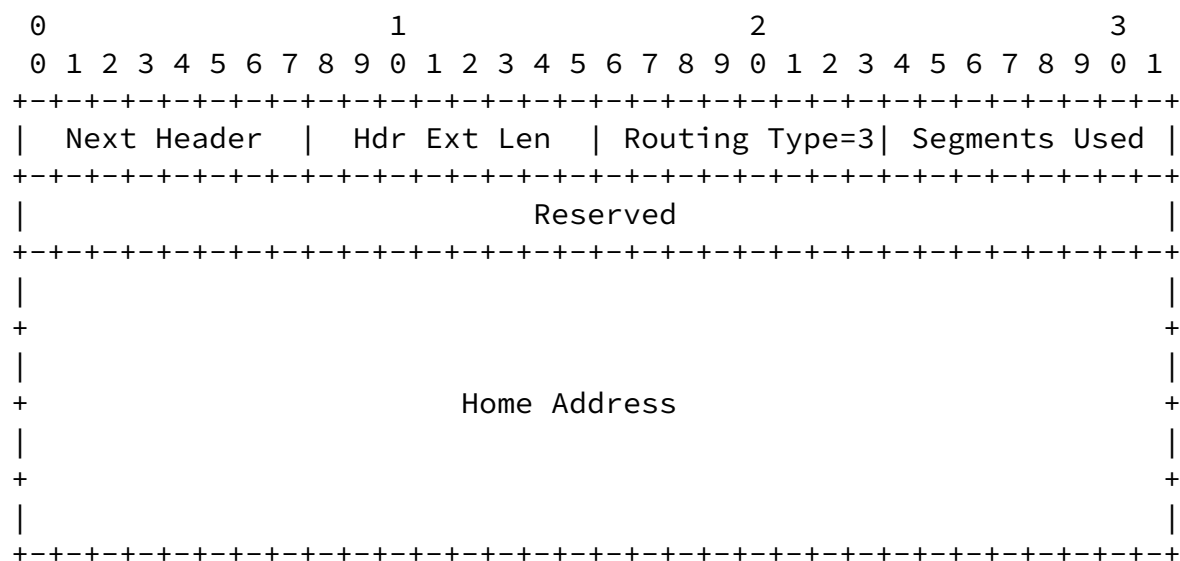 0                   1                   2                   3
 0 1 2 3 4 5 6 7 8 9 0 1 2 3 4 5 6 7 8 9 0 1 2 3 4 5 6 7 8 9 0 1
+-+-+-+-+-+-+-+-+-+-+-+-+-+-+-+-+-+-+-+-+-+-+-+-+-+-+-+-+-+-+-+-+
|  Next Header  |  Hdr Ext Len  | Routing Type=3| Segments Used |
+-+-+-+-+-+-+-+-+-+-+-+-+-+-+-+-+-+-+-+-+-+-+-+-+-+-+-+-+-+-+-+-+
|                            Reserved                           |
+-+-+-+-+-+-+-+-+-+-+-+-+-+-+-+-+-+-+-+-+-+-+-+-+-+-+-+-+-+-+-+-+
|                                                               |
+                                                               +
|                                                               |
+                        Home Address                           +
|                                                               |
+                                                               +
|                                                               |
+-+-+-+-+-+-+-+-+-+-+-+-+-+-+-+-+-+-+-+-+-+-+-+-+-+-+-+-+-+-+-+-+